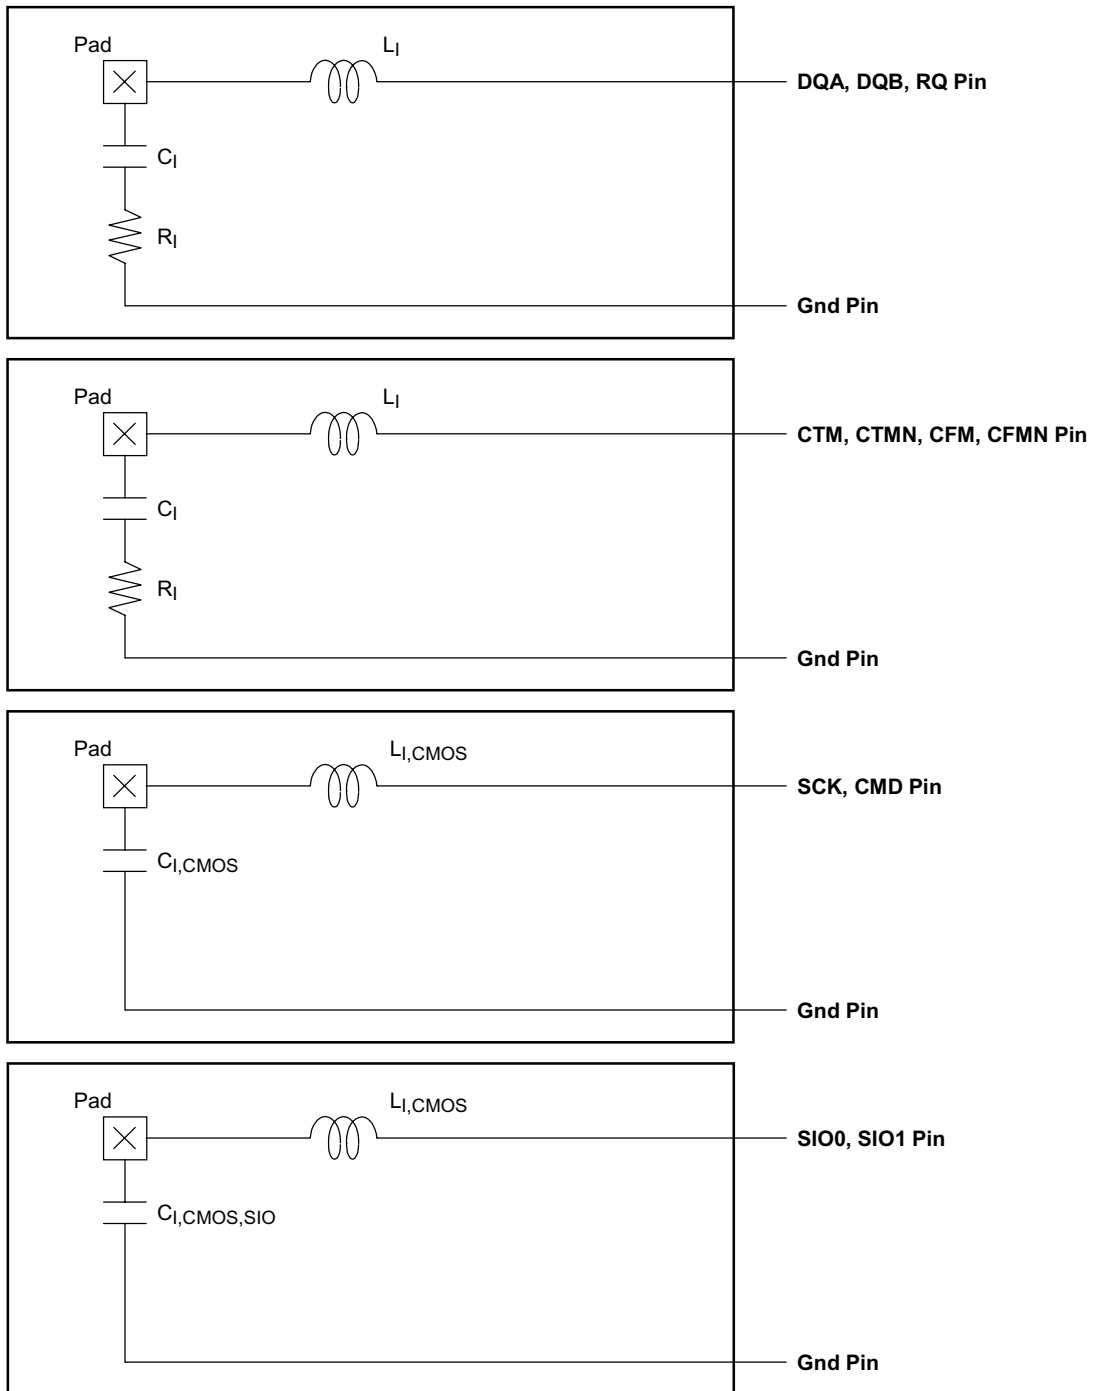 Pad
LI
DQA, DQB, RQ Pin
CI
RI
Gnd Pin
Pad
LI
CTM, CTMN, CFM, CFMN Pin
CI
RI
Gnd Pin
Pad
LI,CMOS
SCK, CMD Pin
CI,CMOS
Gnd Pin
Pad
LI,CMOS
SIO0, SIO1 Pin
CI,CMOS,SIO
Gnd Pin